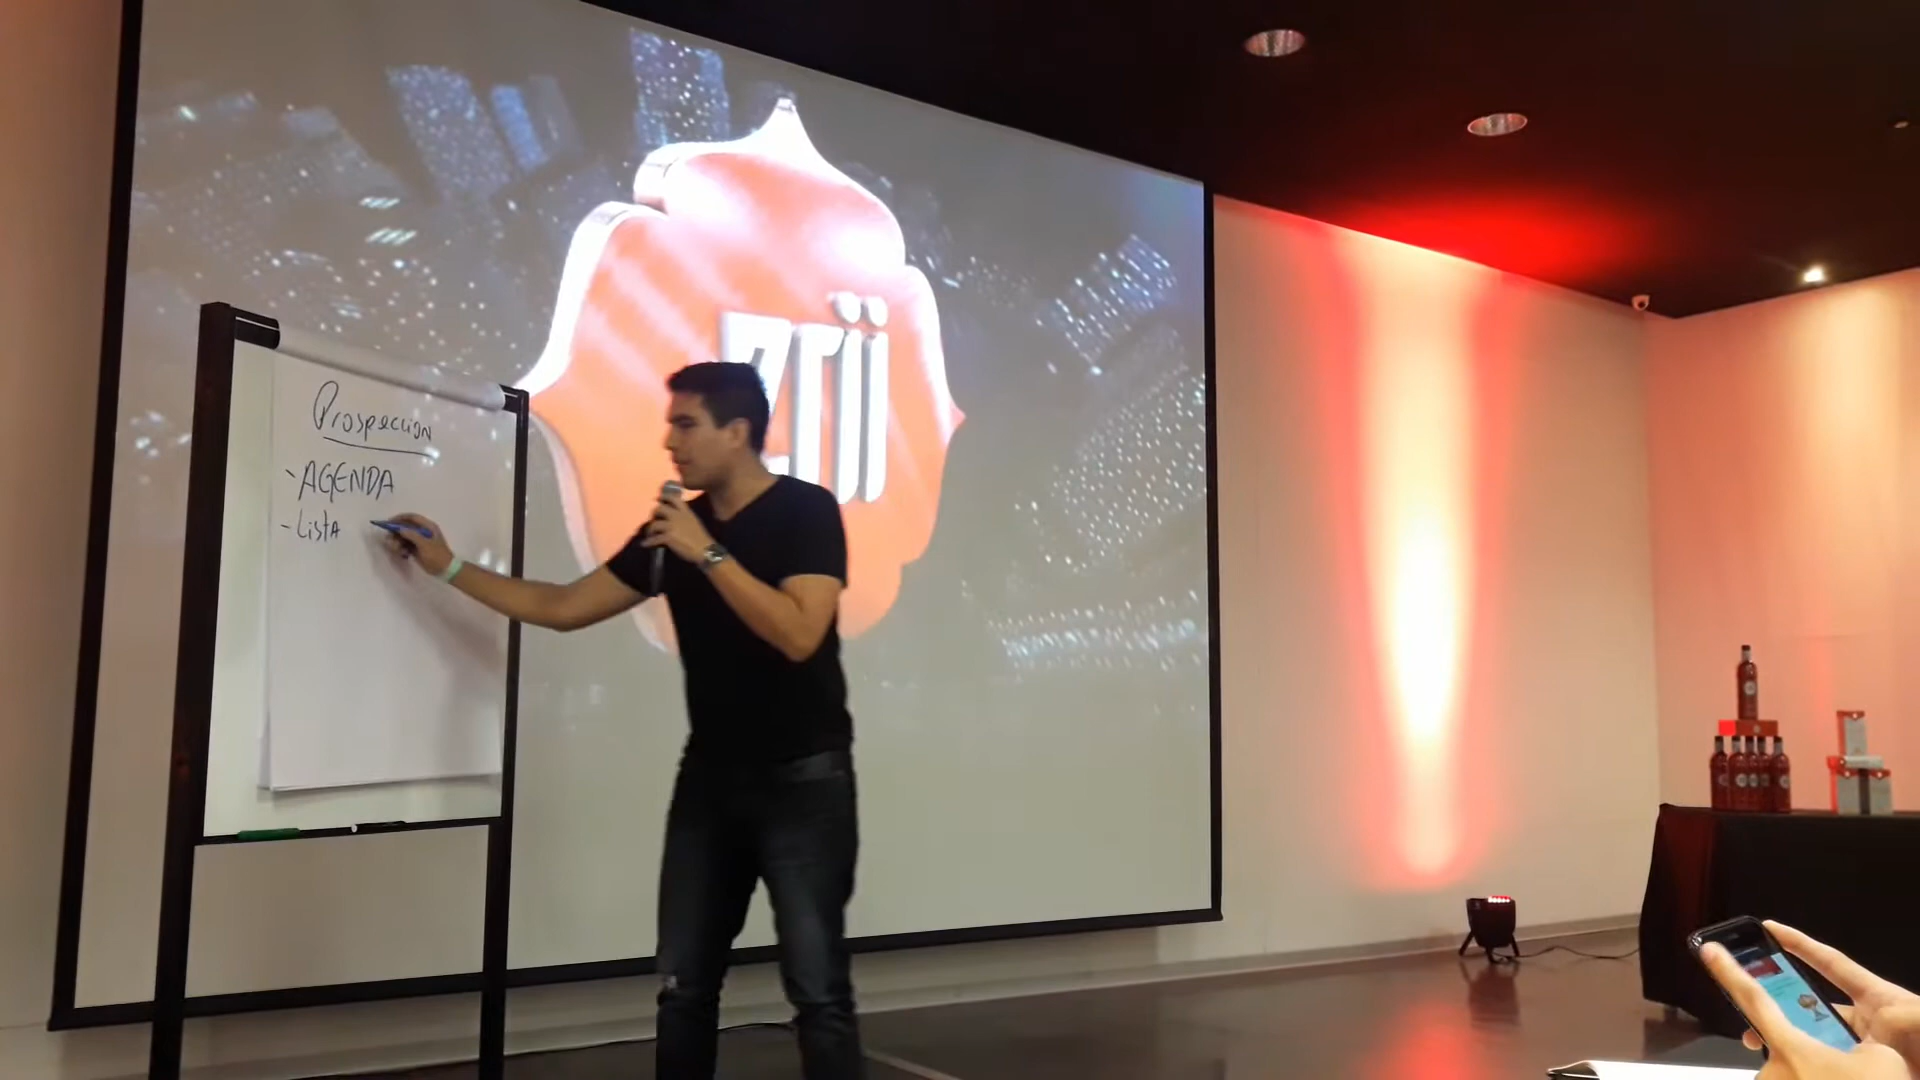 Prospeccion
- AGENDA
- Lista
zrii